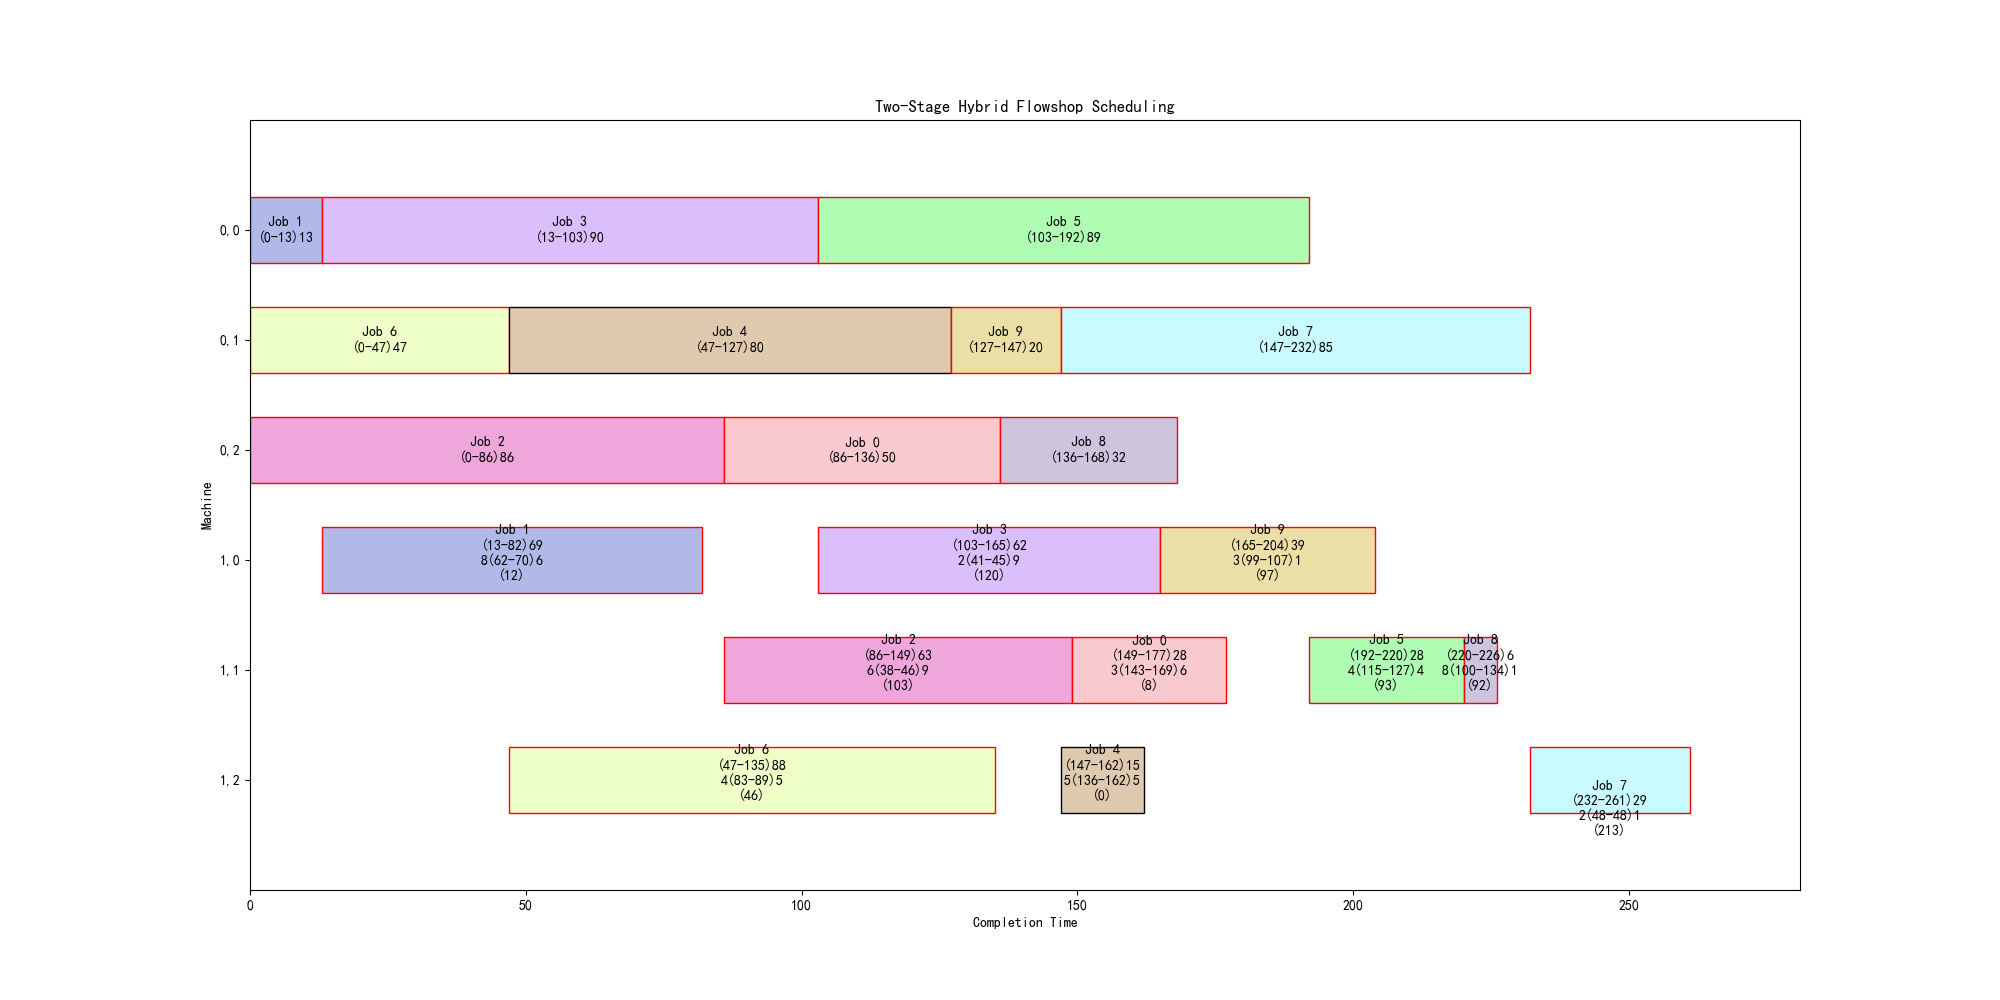 Two-Stage Hybrid Flowshop Scheduling
0,0
Job 1
(0-13)13
Job 3
(13-103)90
Job 5
(103-192)89
0,1
Job 6
(0-47)47
Job 4
(47-127)80
Job 9
(127-147)20
Job 7
(147-232)85
0,2
Job 2
(0-86)86
Job 0
(86-136)50
Job 8
(136-168)32
Machine
1,0
Job 1
(13-82)69
8(62-70)6
(12)
Job 3
(103-165)62
2(41-45)9
(120)
Job 9
(165-204)39
3(99-107)1
(97)
1,1
Job 2
(86-149)63
6(38-46)9
(103)
Job 0
(149-177)28
3(143-169)6
(8)
Job 5
(192-220)28
4(115-127)4
(93)
Job 8
(220-226)6
8(100-134)1
(92)
1,2
Job 6
(47-135)88
4(83-89)5
(46)
Job 4
(147-162)15
5(136-162)5
(0)
Job 7
(232-261)29
2(48-48)1
(213)
0 50 100 150 200 250
Completion Time